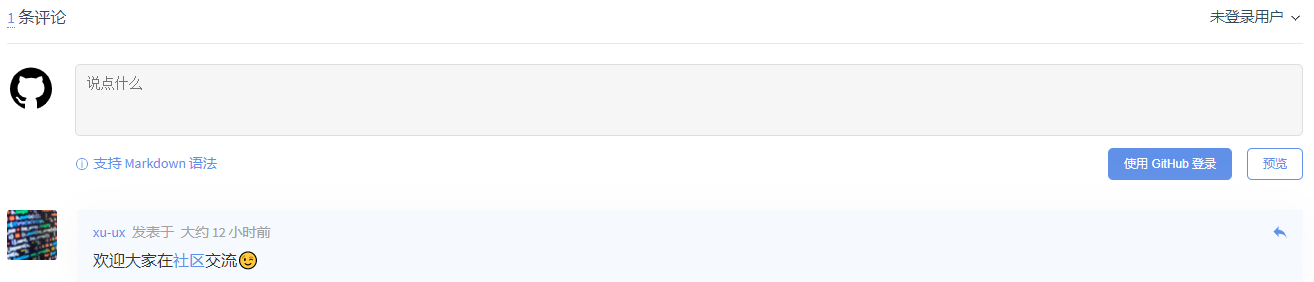 1 条评论
未登录用户
说点什么
支持 Markdown 语法
使用 GitHub 登录
预览
xu-ux 发表于 大约 12 小时前
欢迎大家在社区交流😉